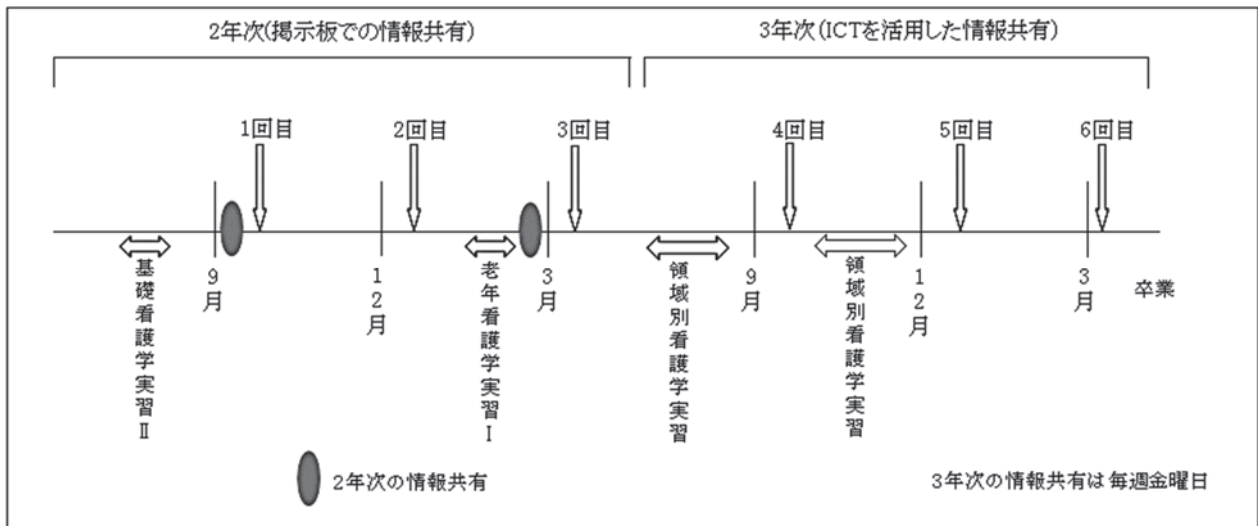 2年次(掲示板での情報共有)
3年次(ICTを活用した情報共有)
1回目
2回目
3回目
4回目
5回目
6回目
基礎看護学実習Ⅱ
9月
12月
老年看護学実習Ⅰ
3月
領域別看護学実習
9月
領域別看護学実習
12月
3月
卒業
2年次の情報共有
3年次の情報共有は毎週金曜日